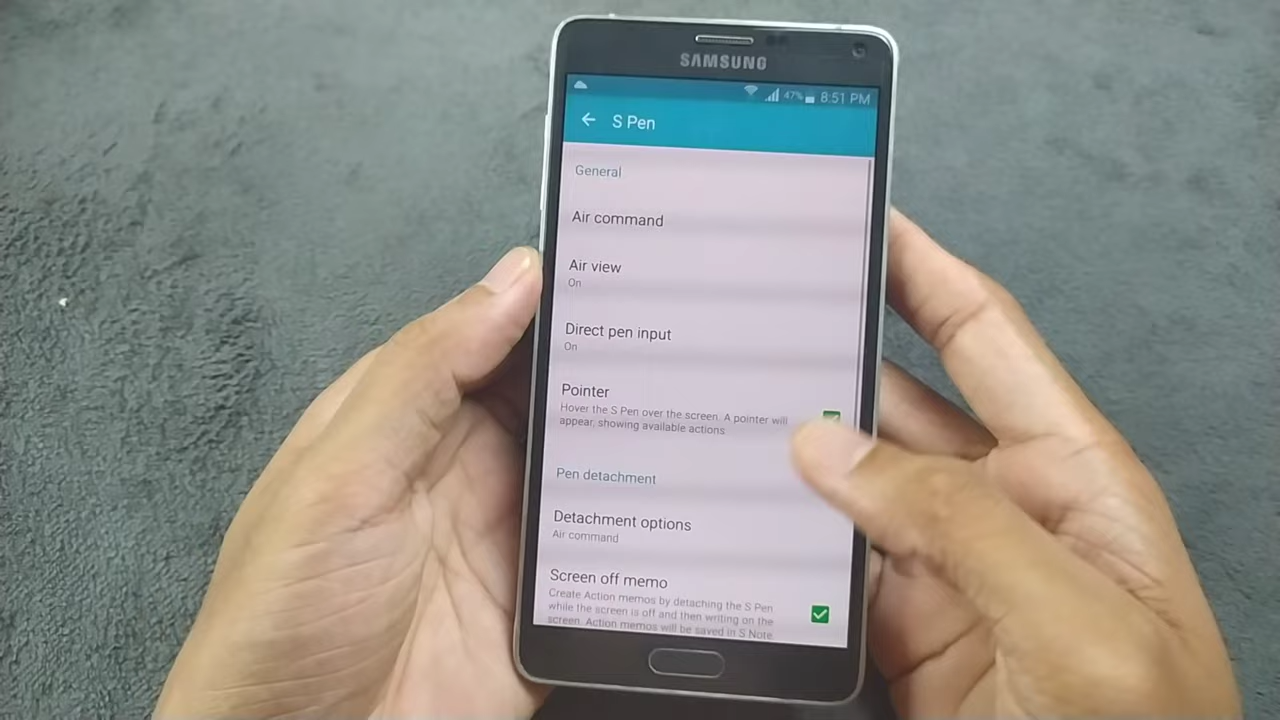 SAMSUNG
47% 8:51 PM
S Pen
General
Air command
Air view
On
Direct pen input
On
Pointer
Hover the S Pen over the screen. A pointer will
appear, showing available actions.
Pen detachment
Detachment options
Air command
Screen off memo
Create Action memos by detaching the S Pen
while the screen is off and then writing on the
screen. Action memos will be saved in S Note.